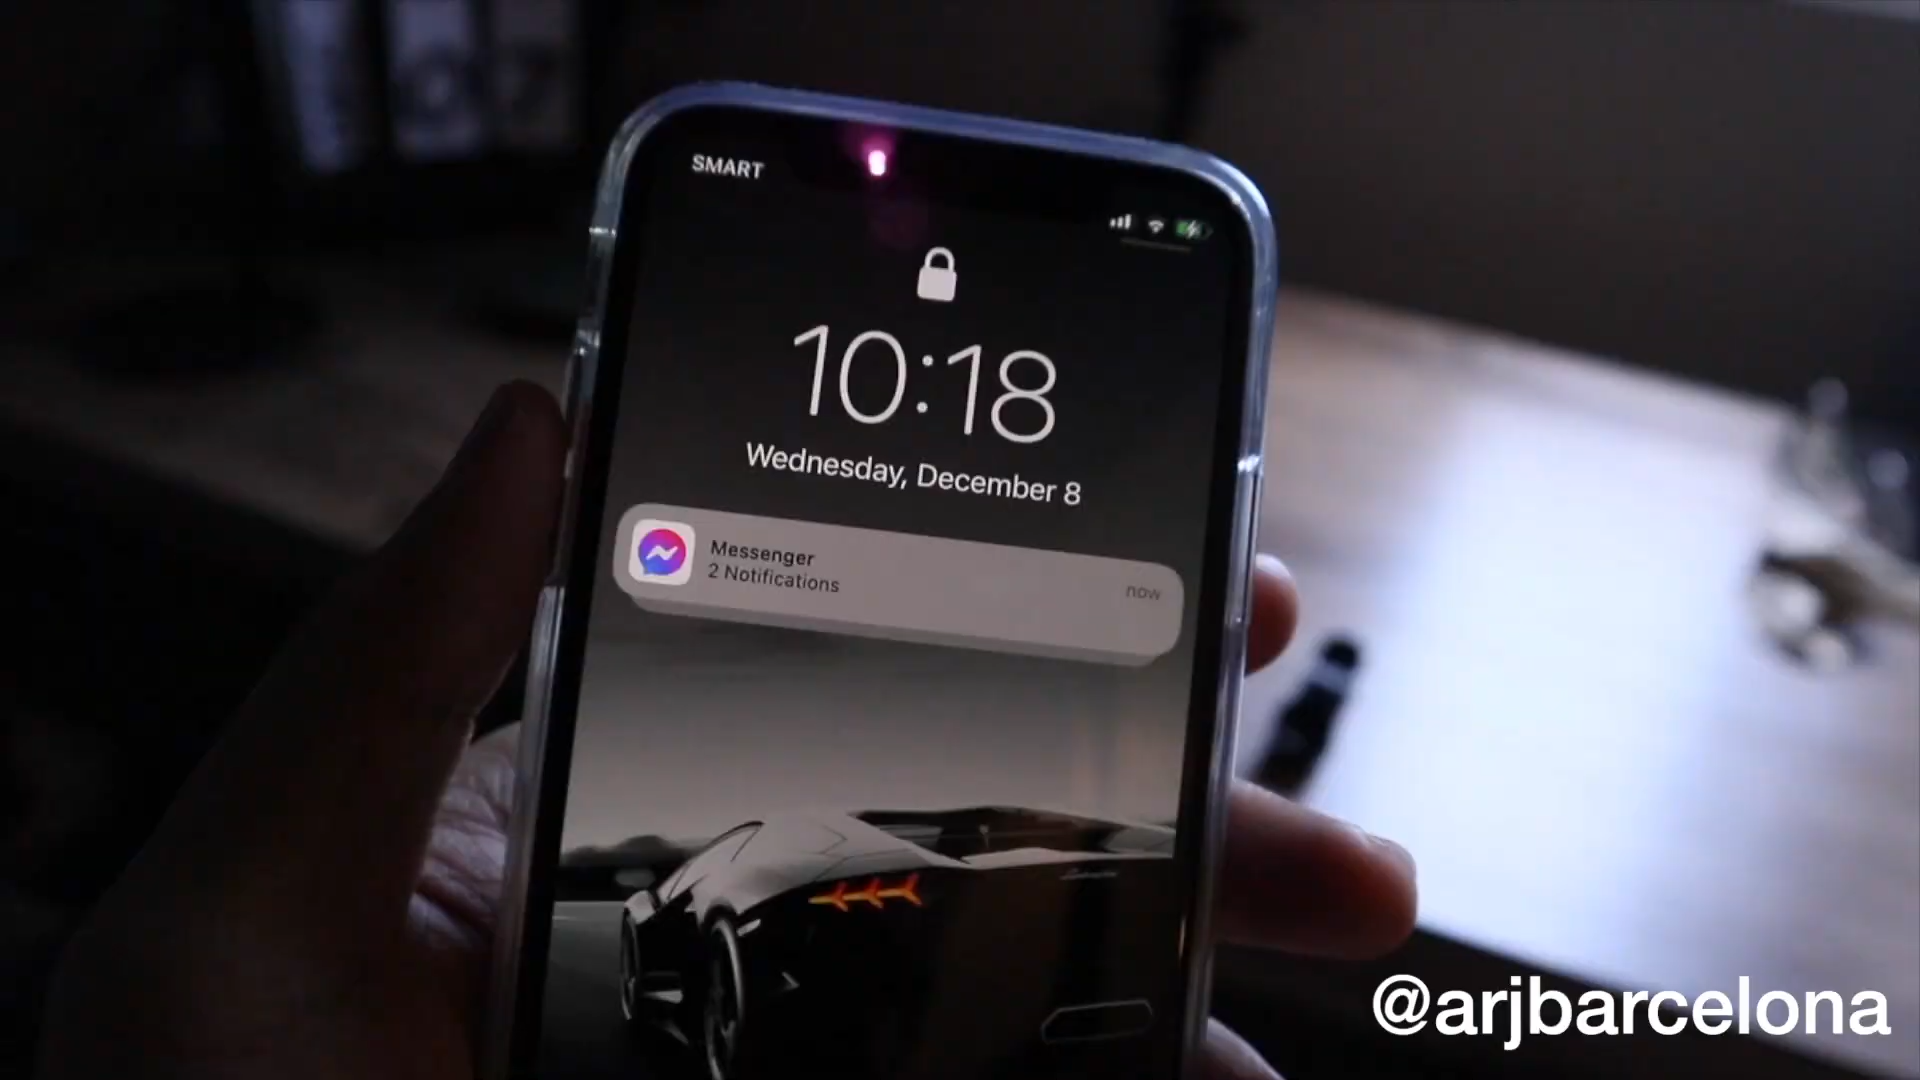 SMART
10:18
Wednesday, December 8
Messenger
2 Notifications
now
@arjbarcelona